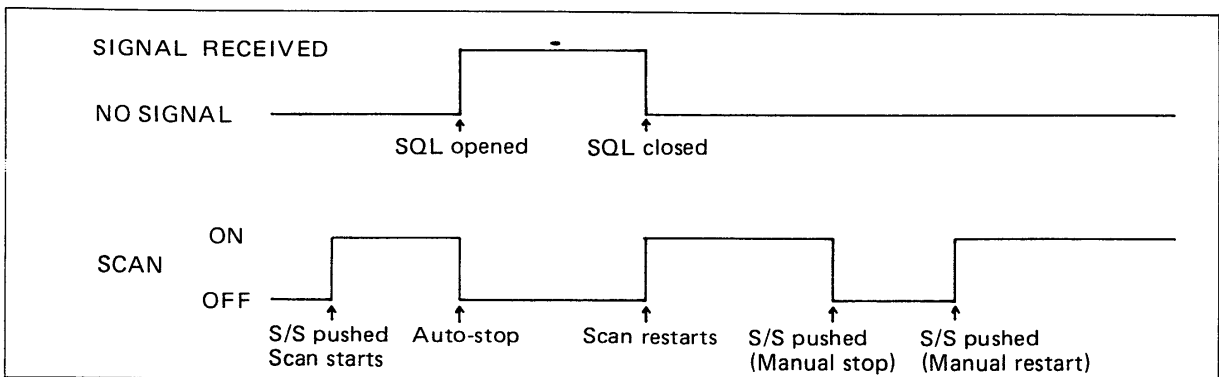 SIGNAL RECEIVED
NO SIGNAL
SQL opened
SQL closed
ON
SCAN
OFF
S/S pushed
Scan starts
Auto-stop
Scan restarts
S/S pushed
(Manual stop)
S/S pushed
(Manual restart)